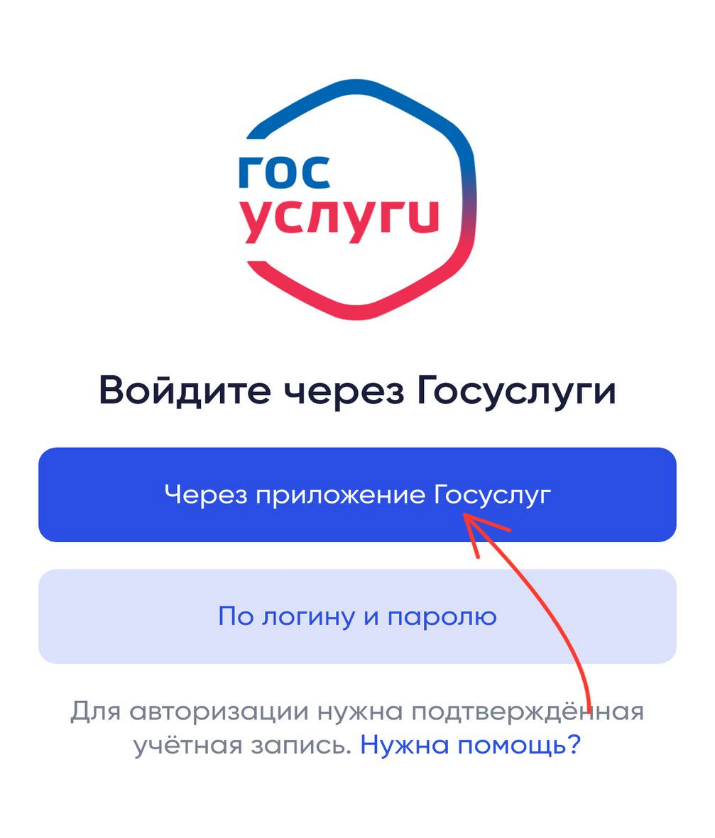 гос
услуги
Войдите через Госуслуги
Через приложение Госуслуг
По логину и паролю
Для авторизации нужна подтверждённая
учётная запись. Нужна помощь?